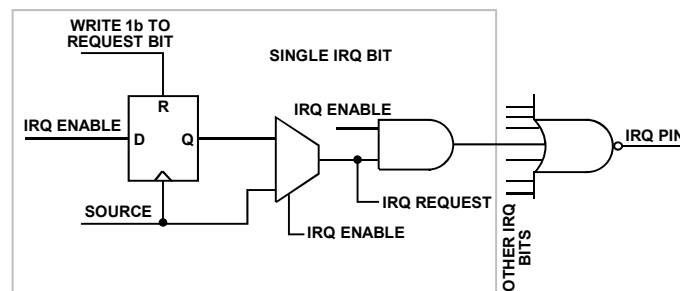 WRITE 1b TO
REQUEST BIT
SINGLE IRQ BIT
R
IRQ ENABLE
IRQ ENABLE
D
Q
IRQ PIN
SOURCE
IRQ REQUEST
IRQ ENABLE
OTHER IRQ
BITS